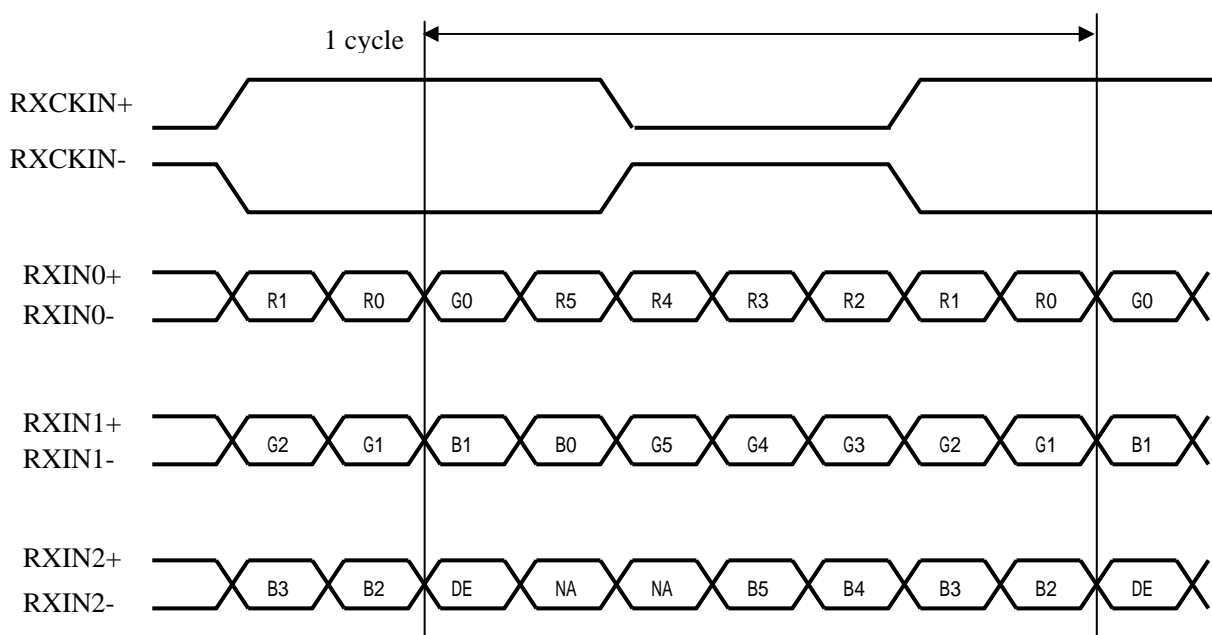 1 cycle
RXCKIN+
RXCKIN-
RXIN0+
RXIN0-
R1 R0 G0 R5 R4 R3 R2 R1 R0 G0
RXIN1+
RXIN1-
G2 G1 B1 B0 G5 G4 G3 G2 G1 B1
RXIN2+
RXIN2-
B3 B2 DE NA NA B5 B4 B3 B2 DE